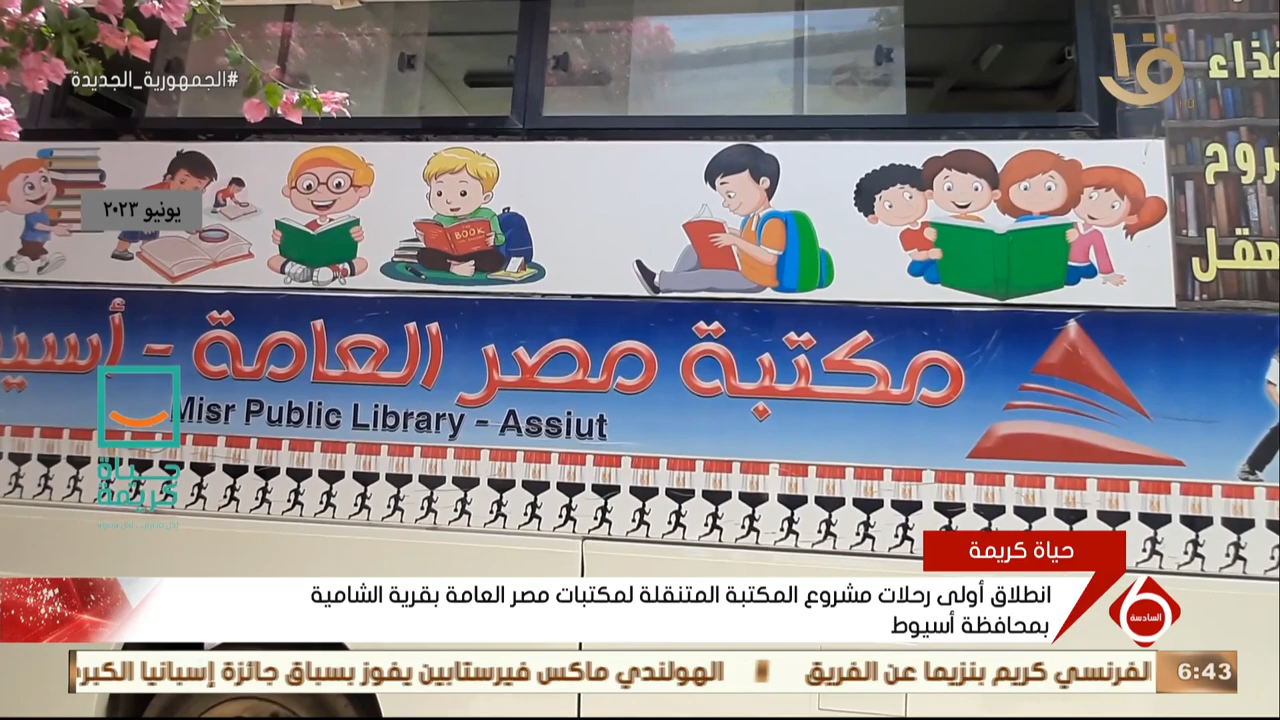 #الجمهورية_الجديدة
غذاء
يونيو ٢٠٢٣
مكتبة مصر العامة -
Misr Public Library - Assiut
حياة
كريمة
BOOK
حياة كريمة
انطلاق أولى رحلات مشروع المكتبة المتنقلة لمكتبات مصر العامة بقرية الشامية
بمحافظة أسيوط
السادسة
6:43
الفرنسي كريم بنزيما عن الفريق
الهولندي ماكس فيرستابين يفوز بسباق جائزة إسبانيا